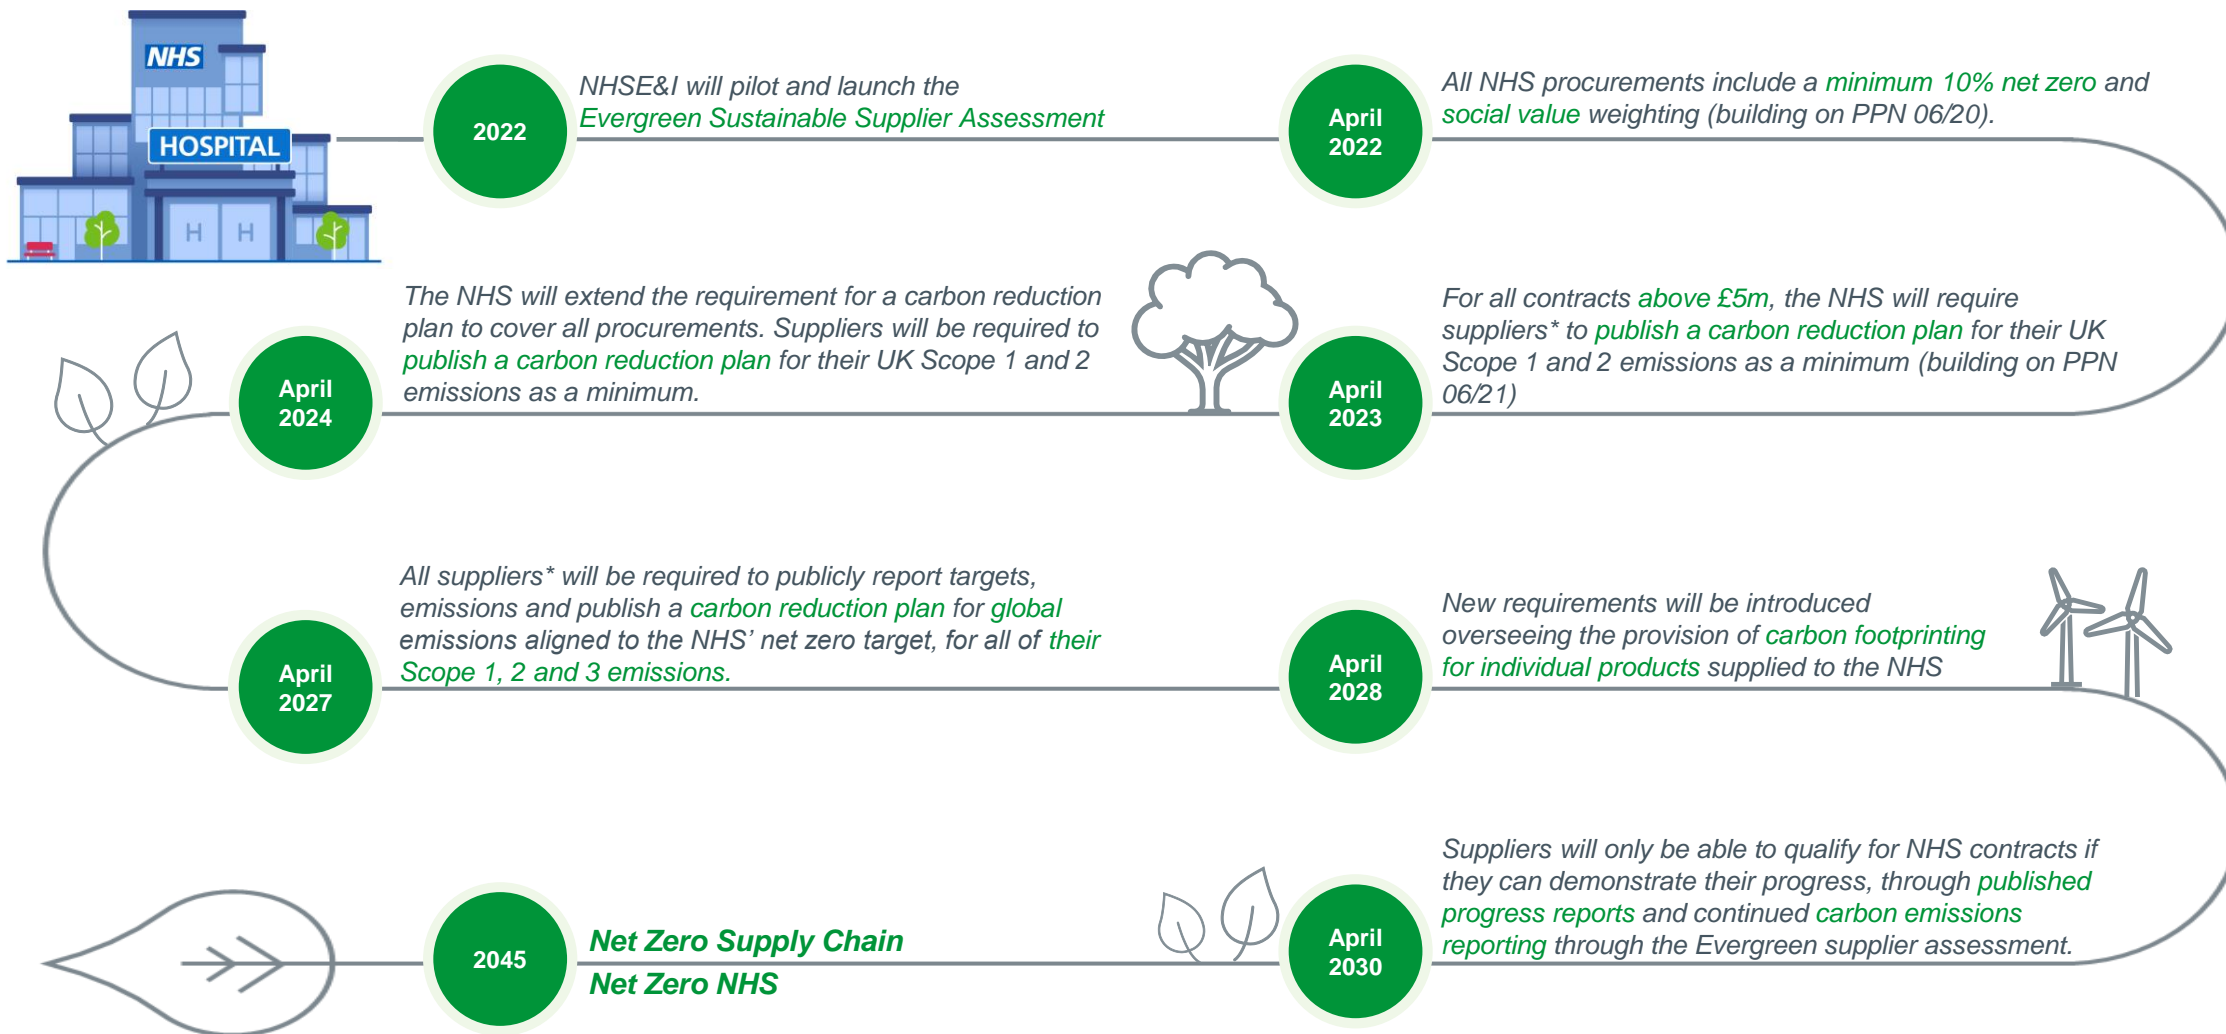 NHS
HOSPITAL
H H
2022
NHSE&I will pilot and launch the
Evergreen Sustainable Supplier Assessment
April
2022
All NHS procurements include a minimum 10% net zero and
social value weighting (building on PPN 06/20).
April
2023
For all contracts above £5m, the NHS will require
suppliers* to publish a carbon reduction plan for their UK
Scope 1 and 2 emissions as a minimum (building on PPN
06/21)
April
2024
The NHS will extend the requirement for a carbon reduction
plan to cover all procurements. Suppliers will be required to
publish a carbon reduction plan for their UK Scope 1 and 2
emissions as a minimum.
April
2027
All suppliers* will be required to publicly report targets,
emissions and publish a carbon reduction plan for global
emissions aligned to the NHS’ net zero target, for all of their
Scope 1, 2 and 3 emissions.
April
2028
New requirements will be introduced
overseeing the provision of carbon footprinting
for individual products supplied to the NHS
April
2030
Suppliers will only be able to qualify for NHS contracts if
they can demonstrate their progress, through published
progress reports and continued carbon emissions
reporting through the Evergreen supplier assessment.
2045
Net Zero Supply Chain
Net Zero NHS